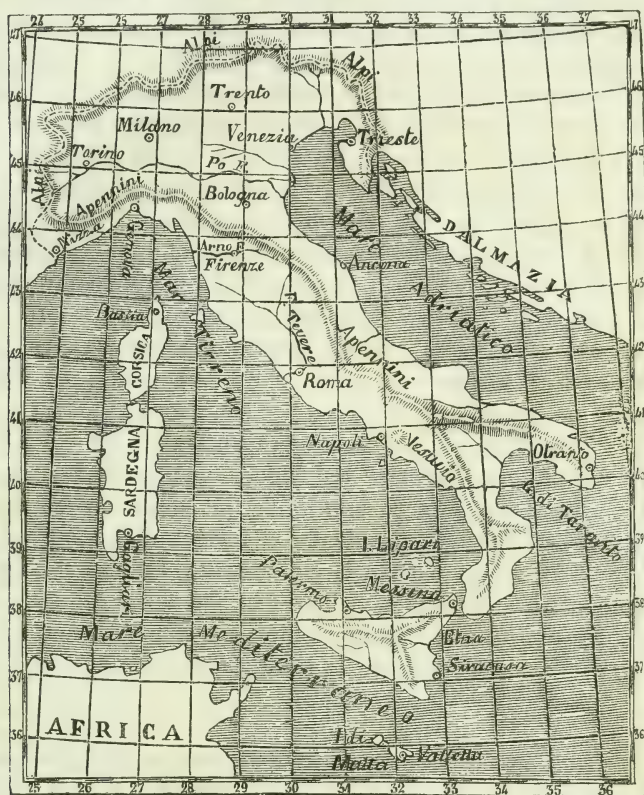 24 25 26 27 28 29 30 31 32 33 34 35 36 37
Alpi
Alpi
46
Trento
Milano
Venezia
Trieste
45
Torino
Po R.
Alpi
Apennini
Bologna
44
Nizza
Genova
Mare
DALMAZIA
Arno F.
Firenze
Ancona
43
Mar Tirreno
Adriatico
Bastia
F. Tevere
42
CORSICA
Apennini
Roma
41
Napoli
Vesuvio
Otranto
SARDEGNA
40
G. di Taranto
39
Cagliari
I. Lipari
Messina
Palermo
38
Mare
Mediterraneo
Etna
Siracusa
37
AFRICA
36
I di
Malta
Valletta
25 26 27 28 29 30 31 32 33 34 35 36